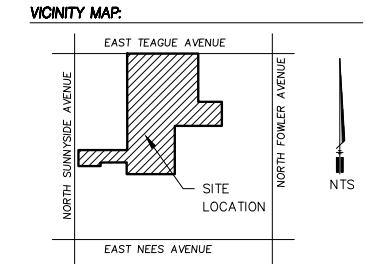 VICINITY MAP:
EAST TEAGUE AVENUE
NORTH SUNNYSIDE AVENUE
NORTH FOWLER AVENUE
SITE
LOCATION
NTS
EAST NEES AVENUE